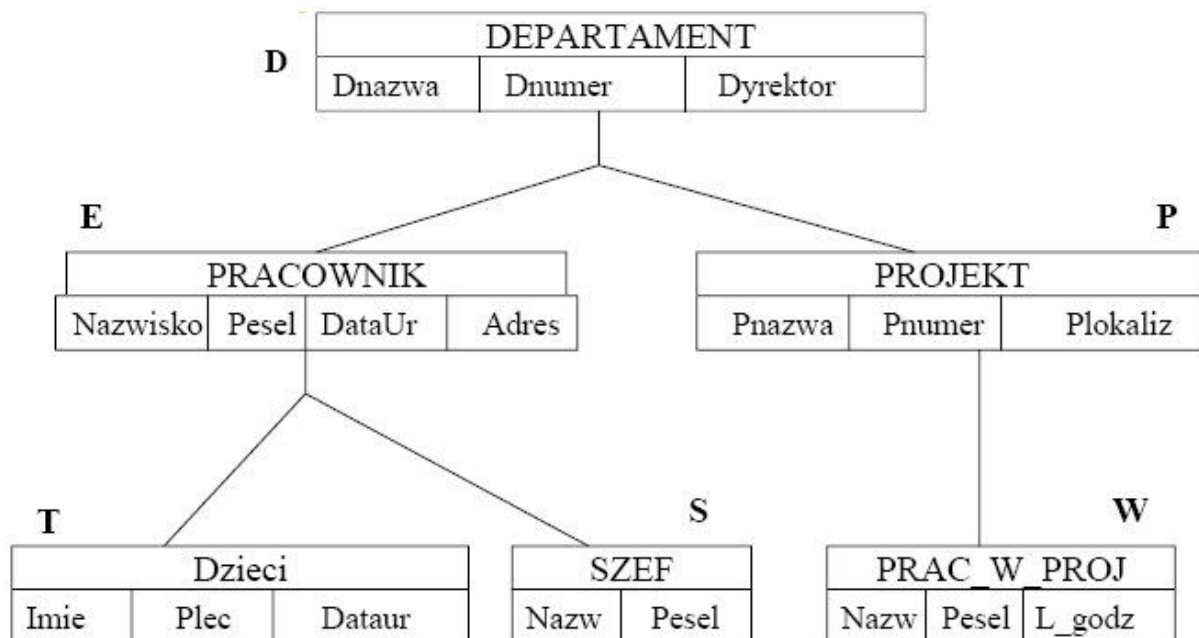 DEPARTAMENT
D
Dnazwa Dnumer Dyrektor
E
P
PRACOWNIK
PROJEKT
Nazwisko Pesel DataUr Adres
Pnazwa Pnumer Plokaliz
T
S
W
Dzieci
SZEF
PRAC_W_PROJ
Imie Plec Dataur
Nazw Pesel
Nazw Pesel L_godz